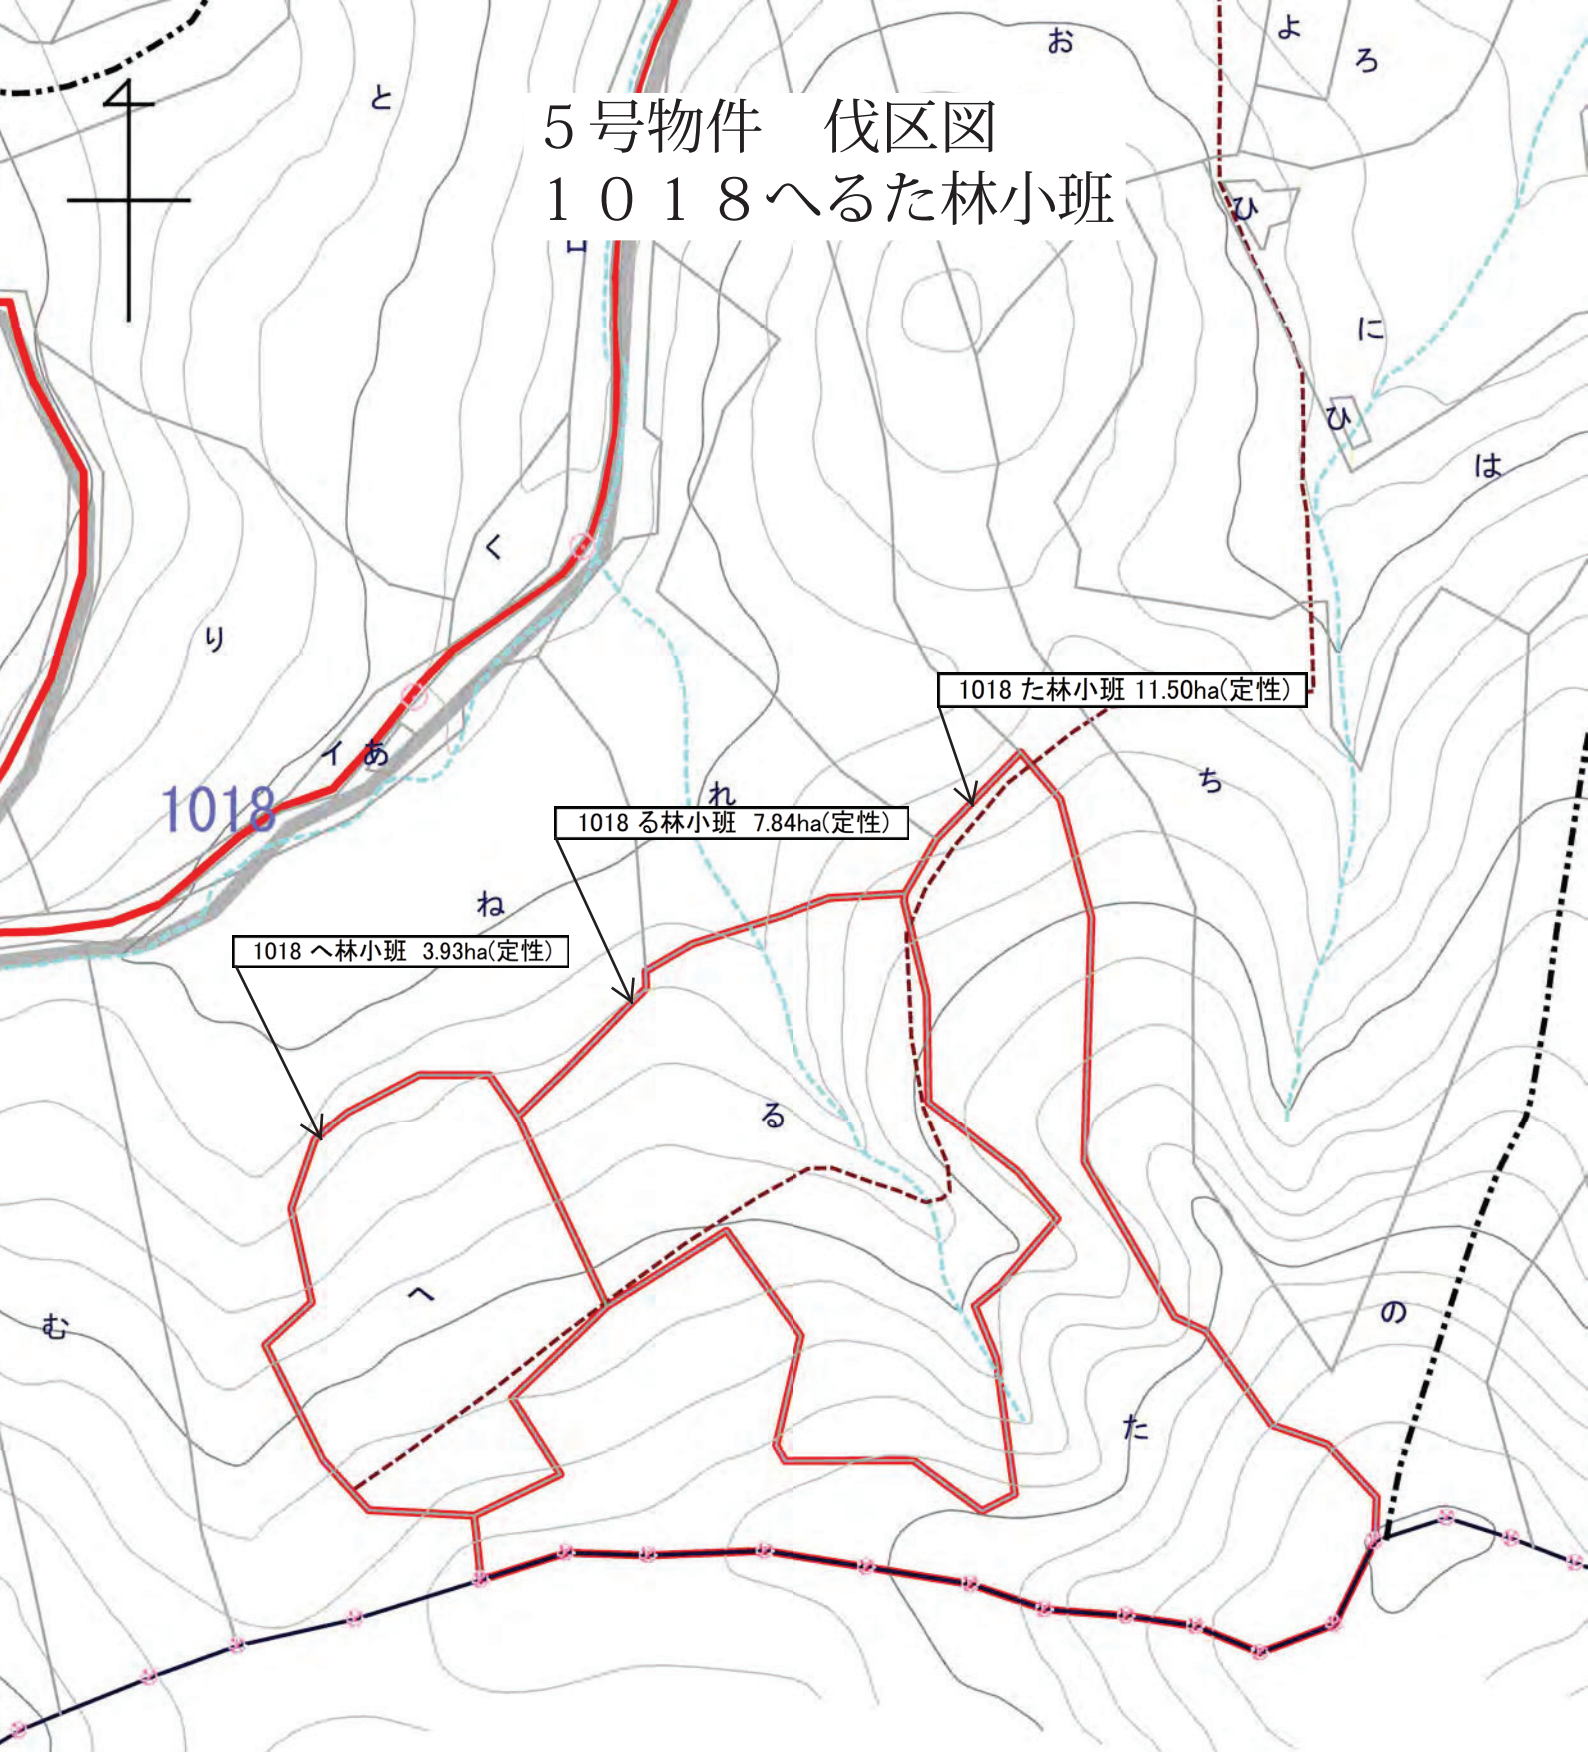 お
よ
ろ
と
５号物件　伐区図
１０１８へるた林小班
ひ
ロ
に
ひ
は
く
り
1018 た林小班 11.50ha(定性)
イ あ
ち
れ
1018
1018 る林小班 7.84ha(定性)
ね
1018 へ林小班 3.93ha(定性)
る
へ
む
の
た